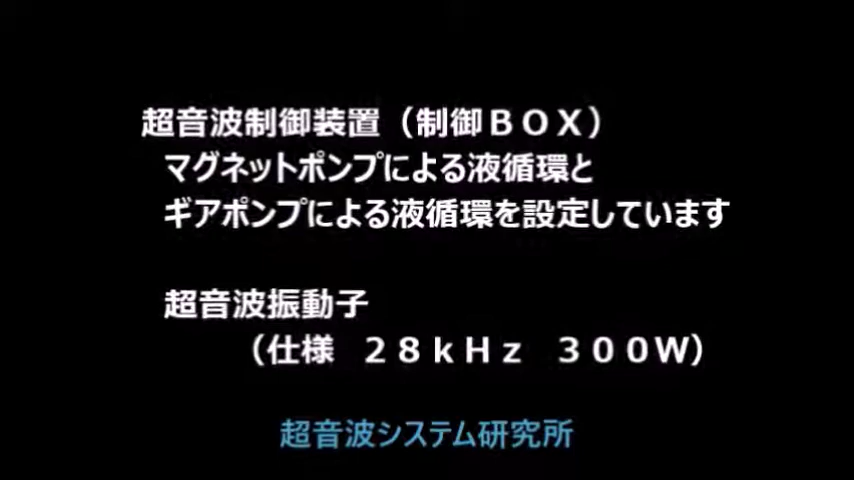 超音波制御装置（制御ＢＯＸ）
マグネットポンプによる液循環と
ギアポンプによる液循環を設定しています
超音波振動子
（仕様　２８ｋＨｚ　３００Ｗ）
超音波システム研究所